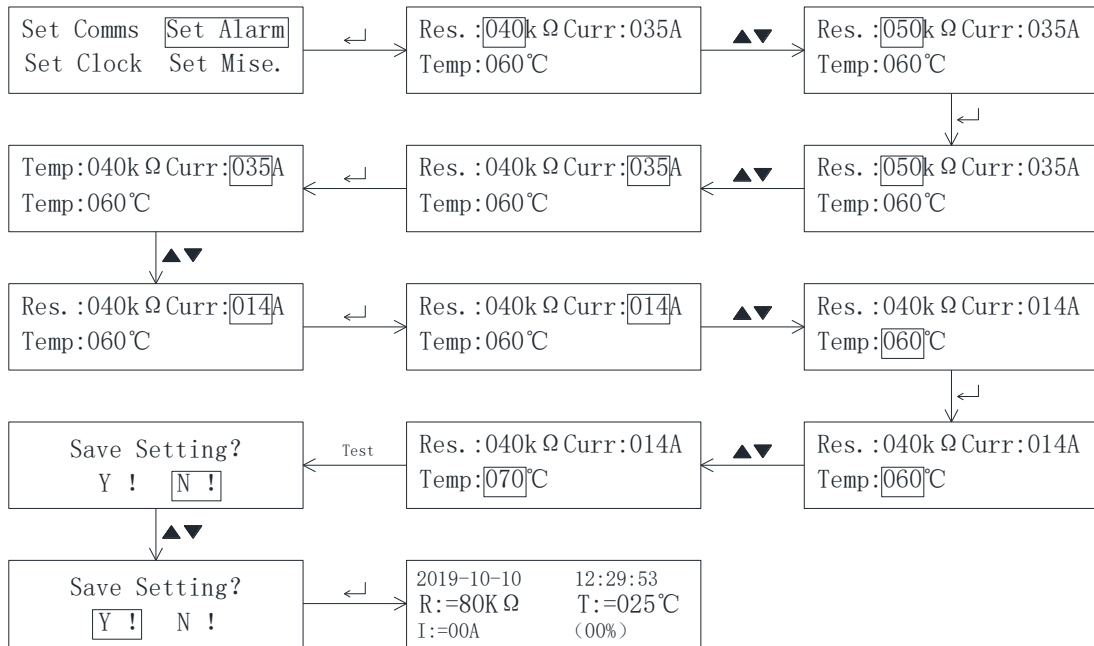 Set Comms Set Alarm
Set Clock Set Mise.
Res.:040kΩ Curr:035A
Temp:060℃
▲▼
Res.:050kΩ Curr:035A
Temp:060℃
Temp:040kΩ Curr:035A
Temp:060℃
Res.:040kΩ Curr:035A
Temp:060℃
▲▼
Res.:050kΩ Curr:035A
Temp:060℃
▲▼
Res.:040kΩ Curr:014A
Temp:060℃
Res.:040kΩ Curr:014A
Temp:060℃
▲▼
Res.:040kΩ Curr:014A
Temp:060℃
Save Setting?
Y ! N !
Test
Res.:040kΩ Curr:014A
Temp:070℃
▲▼
Res.:040kΩ Curr:014A
Temp:060℃
▲▼
Save Setting?
Y ! N !
2019-10-10 12:29:53
R:=80KΩ T:=025℃
I:=00A (00%)